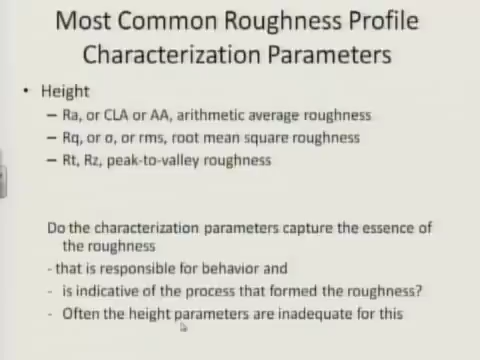 Most Common Roughness Profile
Characterization Parameters
• Height
– Ra, or CLA or AA, arithmetic average roughness
– Rq, or σ, or rms, root mean square roughness
– Rt, Rz, peak-to-valley roughness
Do the characterization parameters capture the essence of
the roughness
- that is responsible for behavior and
- is indicative of the process that formed the roughness?
- Often the height parameters are inadequate for this